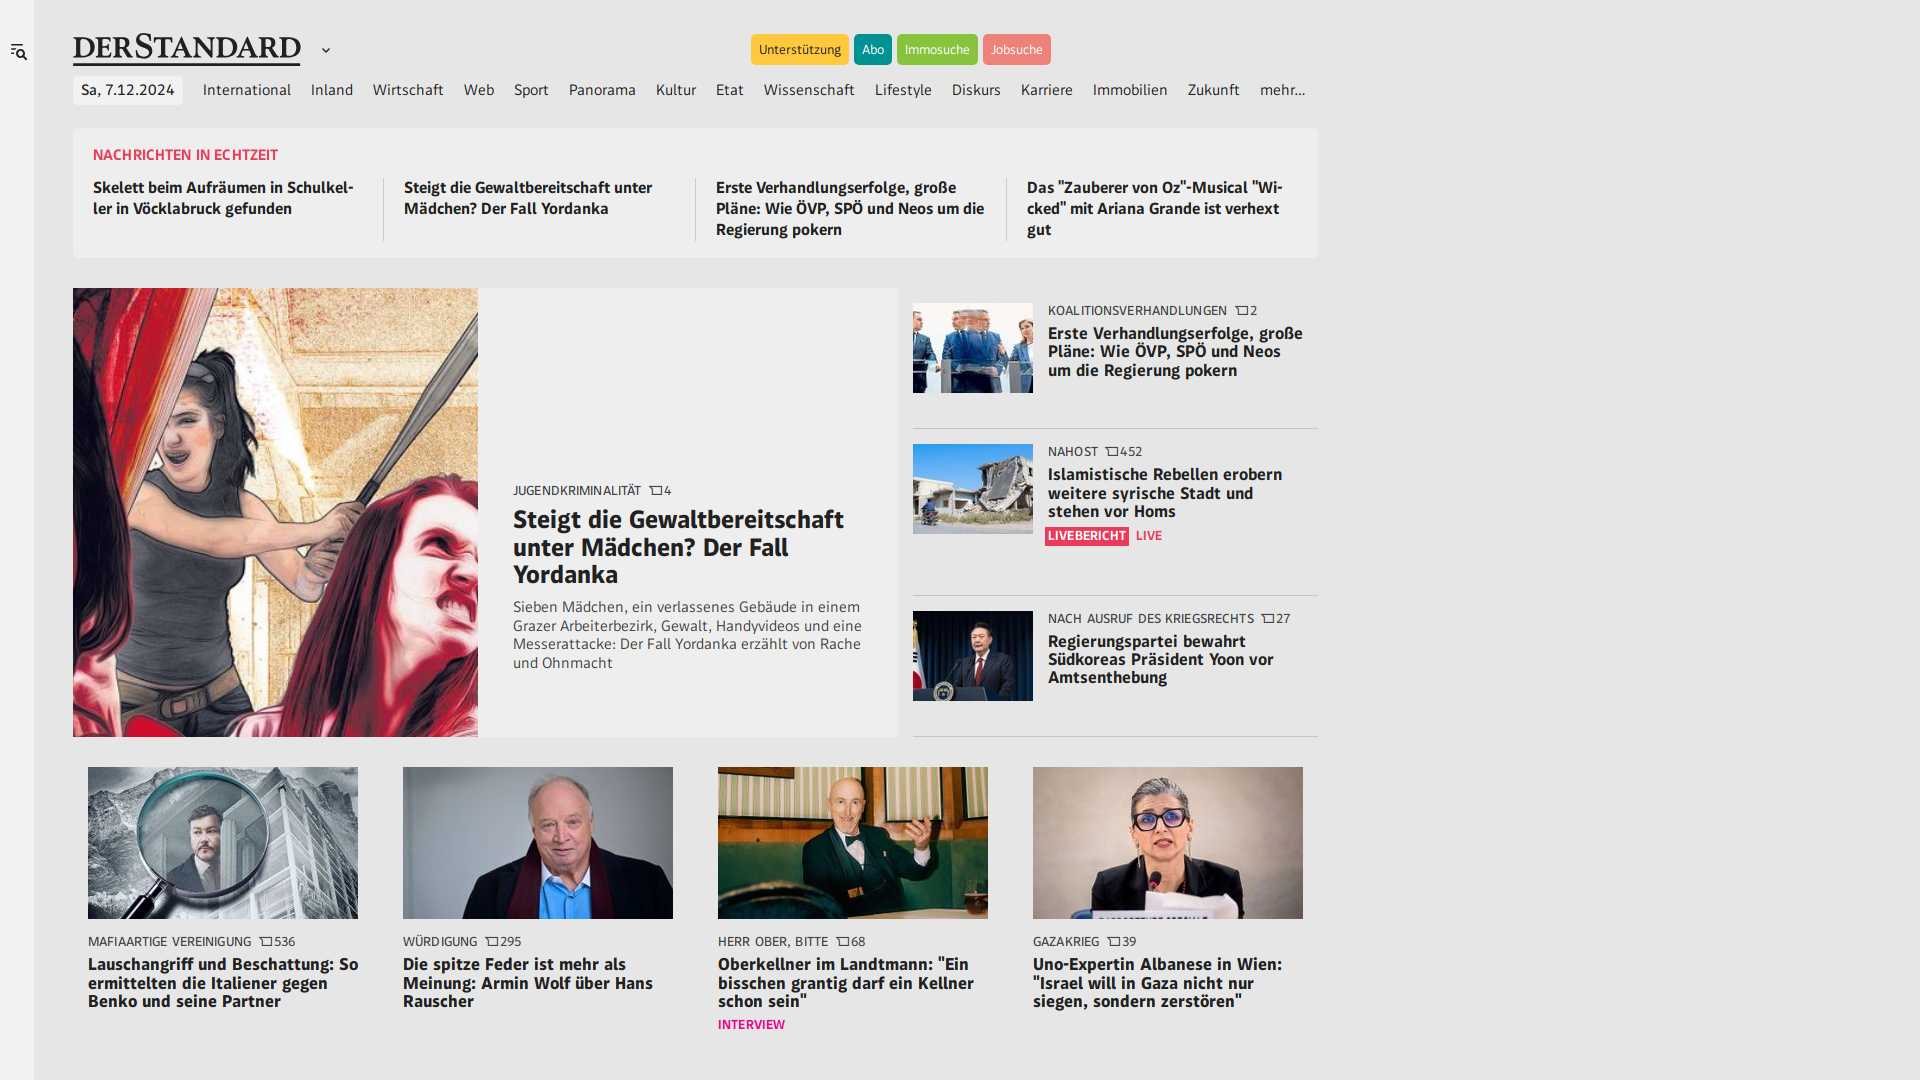 DERSTANDARD
Unterstützung Abo Immosuche Jobsuche
Sa, 7.12.2024 International Inland Wirtschaft Web Sport Panorama Kultur Etat Wissenschaft Lifestyle Diskurs Karriere Immobilien Zukunft mehr…
NACHRICHTEN IN ECHTZEIT
Skelett beim Aufräumen in Schulkel-
ler in Vöcklabruck gefunden
Steigt die Gewaltbereitschaft unter
Mädchen? Der Fall Yordanka
Erste Verhandlungserfolge, große
Pläne: Wie ÖVP, SPÖ und Neos um die
Regierung pokern
Das "Zauberer von Oz"-Musical "Wi-
cked" mit Ariana Grande ist verhext
gut
JUGENDKRIMINALITÄT 4
Steigt die Gewaltbereitschaft
unter Mädchen? Der Fall
Yordanka
Sieben Mädchen, ein verlassenes Gebäude in einem
Grazer Arbeiterbezirk, Gewalt, Handyvideos und eine
Messerattacke: Der Fall Yordanka erzählt von Rache
und Ohnmacht
KOALITIONSVERHANDLUNGEN 2
Erste Verhandlungserfolge, große
Pläne: Wie ÖVP, SPÖ und Neos
um die Regierung pokern
NAHOST 452
Islamistische Rebellen erobern
weitere syrische Stadt und
stehen vor Homs
LIVEBERICHT LIVE
NACH AUSRUF DES KRIEGSRECHTS 27
Regierungspartei bewahrt
Südkoreas Präsident Yoon vor
Amtsenthebung
MAFIAARTIGE VEREINIGUNG 536
Lauschangriff und Beschattung: So
ermittelten die Italiener gegen
Benko und seine Partner
WÜRDIGUNG 295
Die spitze Feder ist mehr als
Meinung: Armin Wolf über Hans
Rauscher
HERR OBER, BITTE 68
Oberkellner im Landtmann: "Ein
bisschen grantig darf ein Kellner
schon sein"
INTERVIEW
GAZAKRIEG 39
Uno-Expertin Albanese in Wien:
"Israel will in Gaza nicht nur
siegen, sondern zerstören"